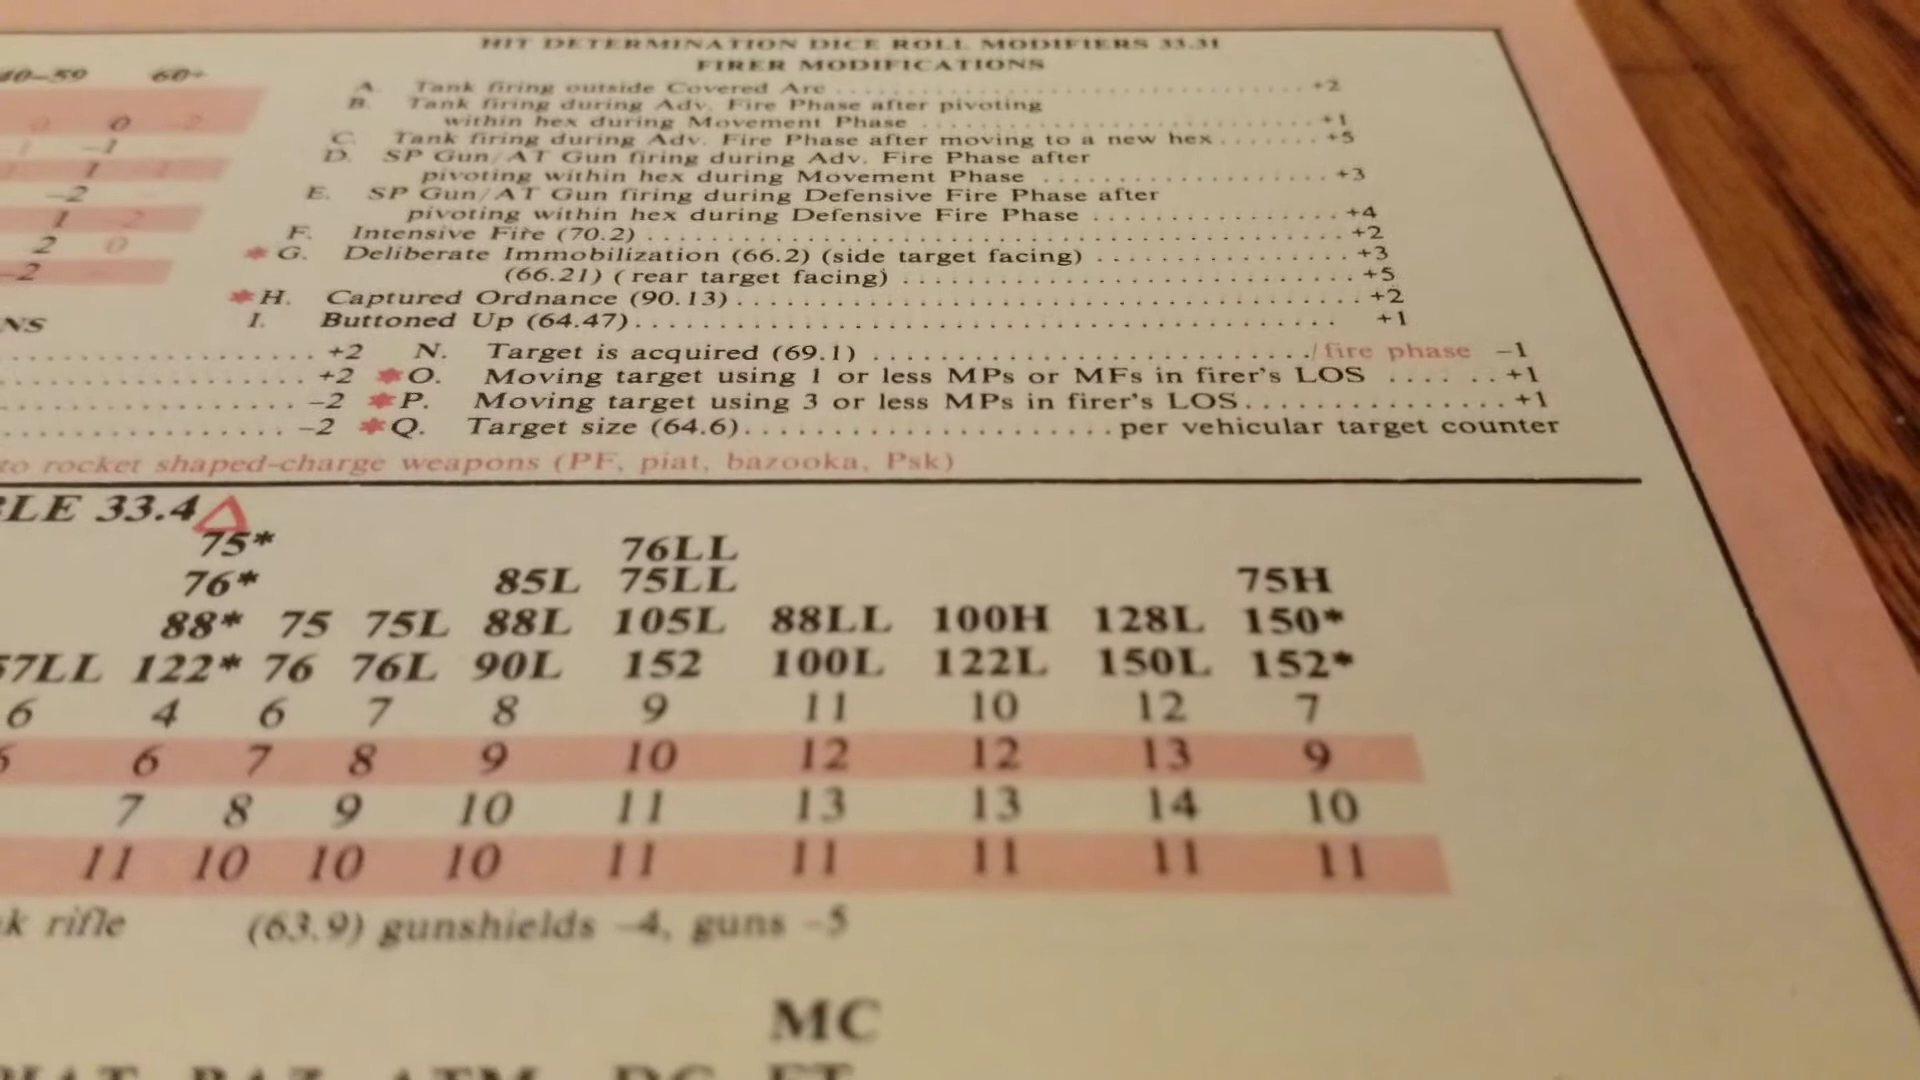 HIT DETERMINATION DICE ROLL MODIFIERS 33.31
FIRER MODIFICATIONS
40-59 60+
A. Tank firing outside Covered Arc +2
B. Tank firing during Adv. Fire Phase after pivoting
within hex during Movement Phase +1
C. Tank firing during Adv. Fire Phase after moving to a new hex +5
D. SP Gun/AT Gun firing during Adv. Fire Phase after
pivoting within hex during Movement Phase +3
E. SP Gun/AT Gun firing during Defensive Fire Phase after
pivoting within hex during Defensive Fire Phase +4
F. Intensive Fire (70.2) +2
* G. Deliberate Immobilization (66.2) (side target facing) +3
(66.21) (rear target facing) +5
* H. Captured Ordnance (90.13) +2
I. Buttoned Up (64.47) +1
0 -2
-1
1
-2
1 -2
2 0
-2
NS
+2 N. Target is acquired (69.1) /fire phase -1
+2 * O. Moving target using 1 or less MPs or MFs in firer's LOS +1
-2 * P. Moving target using 3 or less MPs in firer's LOS +1
-2 * Q. Target size (64.6) per vehicular target counter
to rocket shaped-charge weapons (PF, piat, bazooka, Psk)
BLE 33.4 △
75* 76LL
76* 85L 75LL 75H
88* 75 75L 88L 105L 88LL 100H 128L 150*
57LL 122* 76 76L 90L 152 100L 122L 150L 152*
6 4 6 7 8 9 11 10 12 7
6 7 8 9 10 12 12 13 9
7 8 9 10 11 13 13 14 10
11 10 10 10 11 11 11 11 11
k rifle (63.9) gunshields -4, guns -5
MC